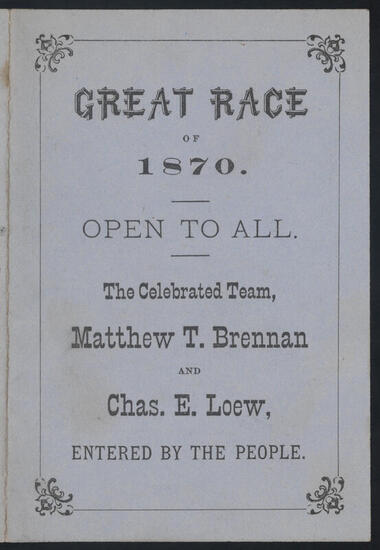 GREAT RACE
OF
1870.
OPEN TO ALL.
The Celebrated Team,
Matthew T. Brennan
AND
Chas. E. Loew,
ENTERED BY THE PEOPLE.